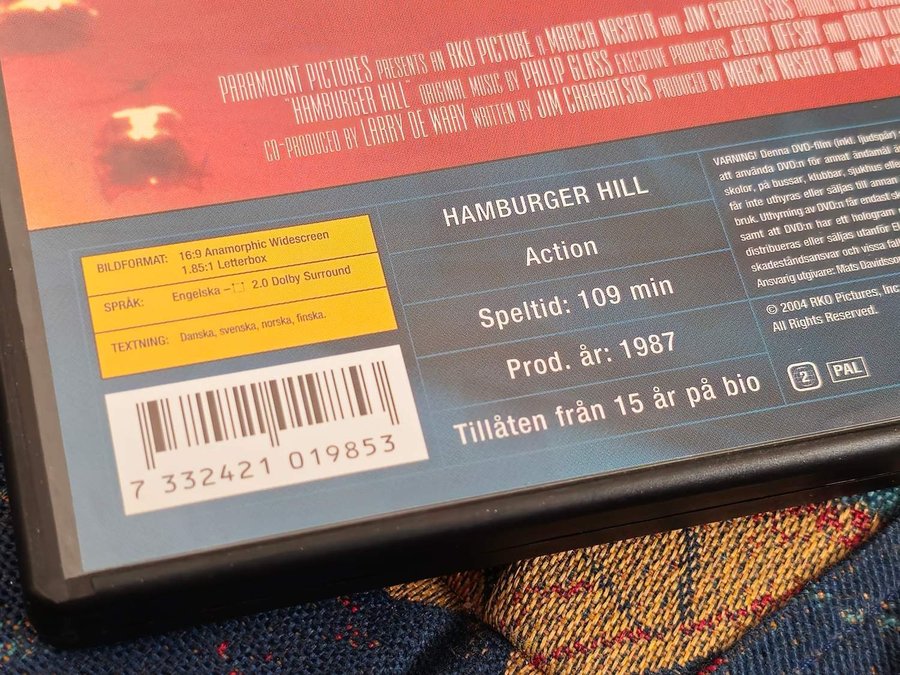 PARAMOUNT PICTURES PRESENTS AN RKO PICTURE A MARCIA NASATIR AND JIM CARABATSOS
"HAMBURGER HILL" ORIGINAL MUSIC BY PHILIP GLASS EXECUTIVE PRODUCERS JERRY OFFSAY AND DAVID
CO-PRODUCED BY LARRY DE WAAY WRITTEN BY JIM CARABATSOS PRODUCED BY MARCIA NASATIR AND JIM
BILDFORMAT: 16:9 Anamorphic Widescreen
1.85:1 Letterbox
SPRÅK: Engelska – 2.0 Dolby Surround
TEXTNING: Danska, svenska, norska, finska.
7 332421 019853
HAMBURGER HILL
Action
Speltid: 109 min
Prod. år: 1987
Tillåten från 15 år på bio
VARNING! Denna DVD-film (inkl. ljudspår)
att använda DVD:n för annat ändamål
skolor, på bussar, klubbar, sjukhus
får inte uthyras eller säljas till annan
bruk. Uthyrning av DVD:n får endast
samt att DVD:n har ett hologram
distribueras eller säljas utanför
skadeståndsansvar och vissa
Ansvarig utgivare: Mats
© 2004 RKO Pictures, Inc
All Rights Reserved.
2 PAL